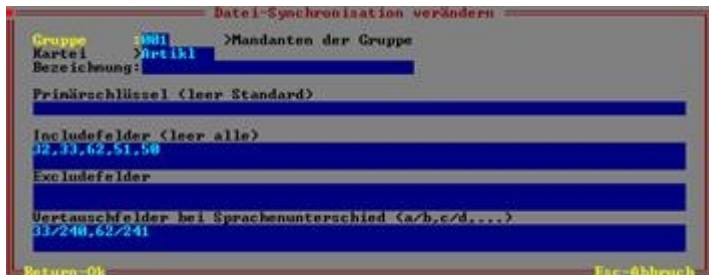 Datei-Synchronisation verändern
Gruppe :001 >Mandanten der Gruppe
Kartei >Artikl
Bezeichnung:
Primärschlüssel (leer Standard)
Includefelder (leer alle)
32,33,62,51,50
Excludefelder
Vertauschfelder bei Sprachenunterschied (a/b,c/d,....)
33/240,62/241
Return-Ok Esc-Abbruch